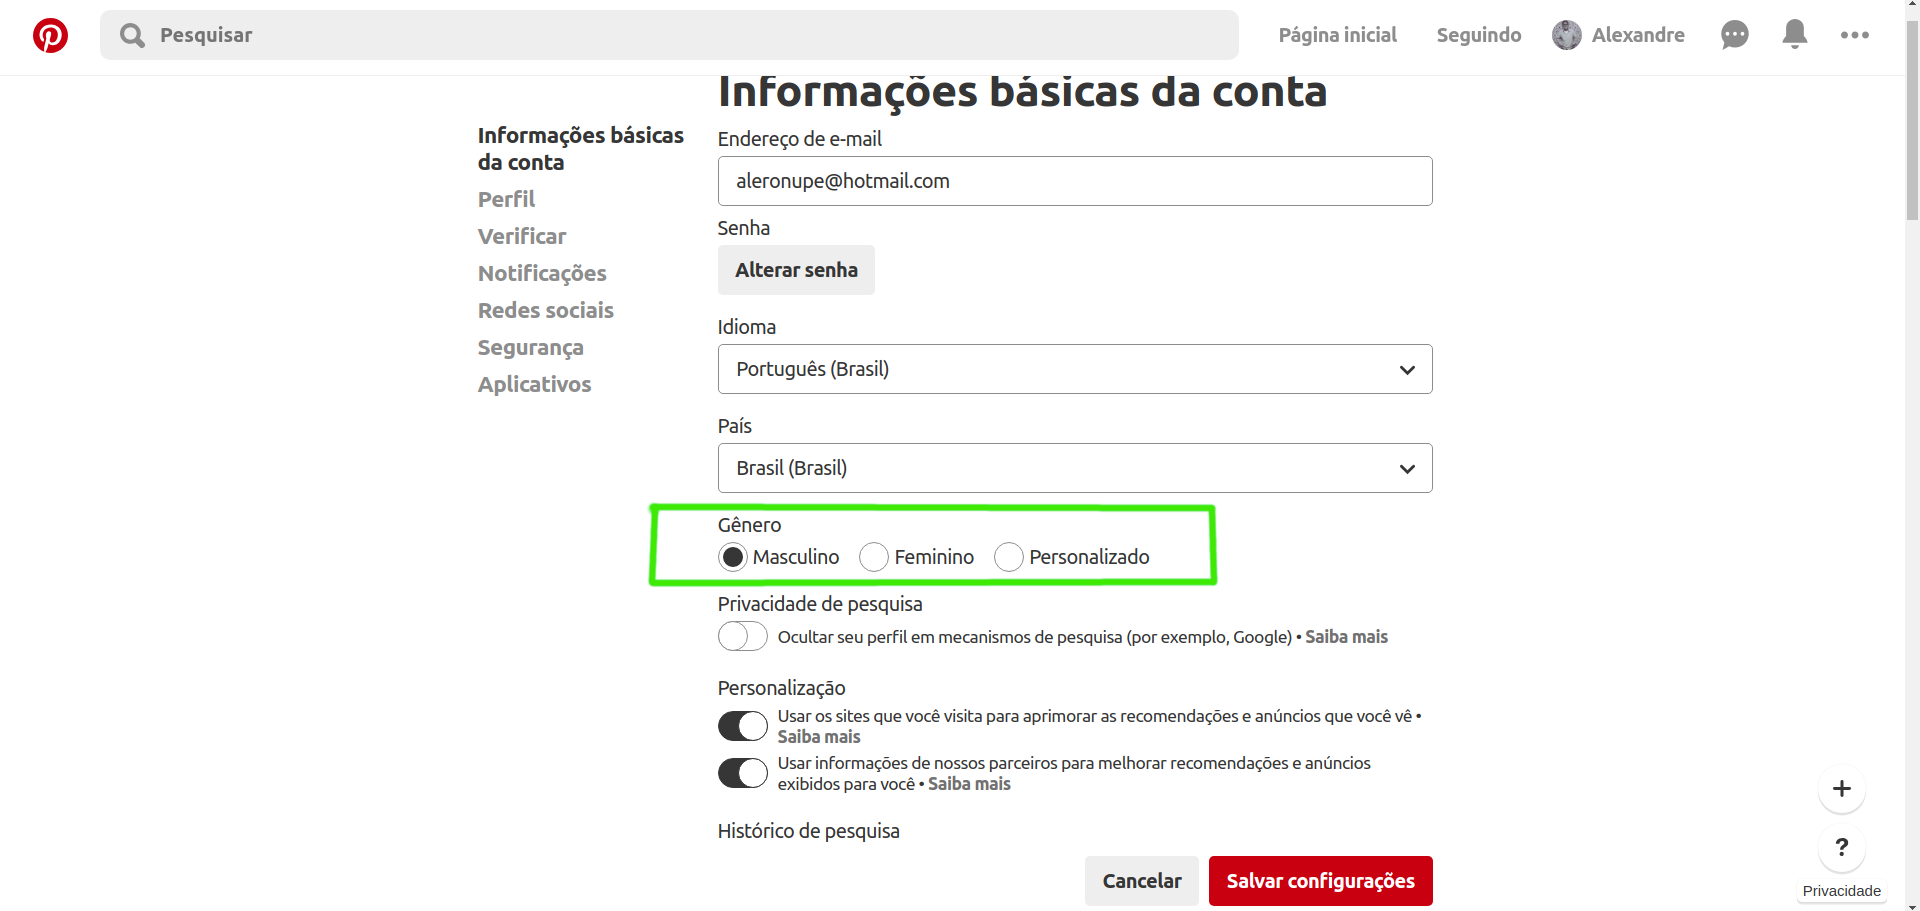 Pesquisar
Página inicial
Seguindo
Alexandre
Informações básicas da conta
Informações básicas
da conta
Perfil
Verificar
Notificações
Redes sociais
Segurança
Aplicativos
Endereço de e-mail
aleronupe@hotmail.com
Senha
Alterar senha
Idioma
Português (Brasil)
País
Brasil (Brasil)
Gênero
Masculino Feminino Personalizado
Privacidade de pesquisa
Ocultar seu perfil em mecanismos de pesquisa (por exemplo, Google) • Saiba mais
Personalização
Usar os sites que você visita para aprimorar as recomendações e anúncios que você vê •
Saiba mais
Usar informações de nossos parceiros para melhorar recomendações e anúncios
exibidos para você • Saiba mais
Histórico de pesquisa
Cancelar
Salvar configurações
+
?
Privacidade